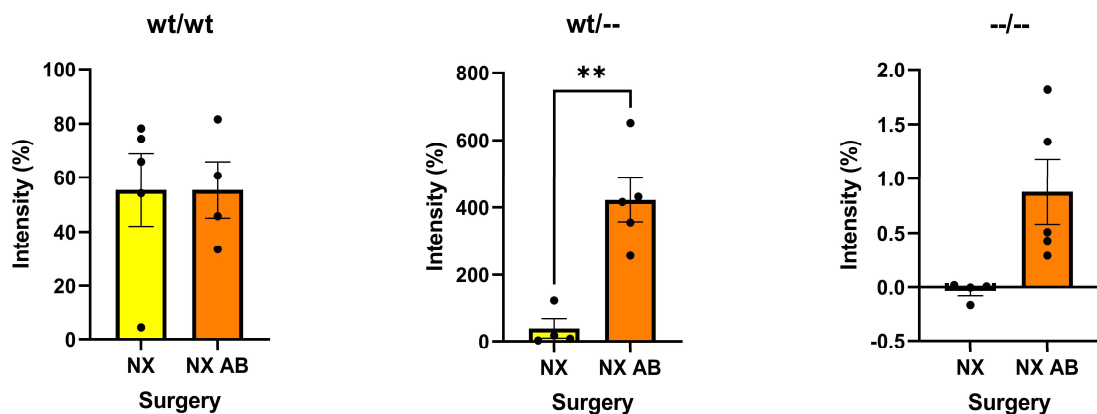 wt/wt
wt/--
--/--
Intensity (%)
100
80
60
40
20
0
NX
NX AB
Surgery
Intensity (%)
800
600
400
200
0
**
NX
NX AB
Surgery
Intensity (%)
2.0
1.5
1.0
0.5
0.0
-0.5
NX
NX AB
Surgery